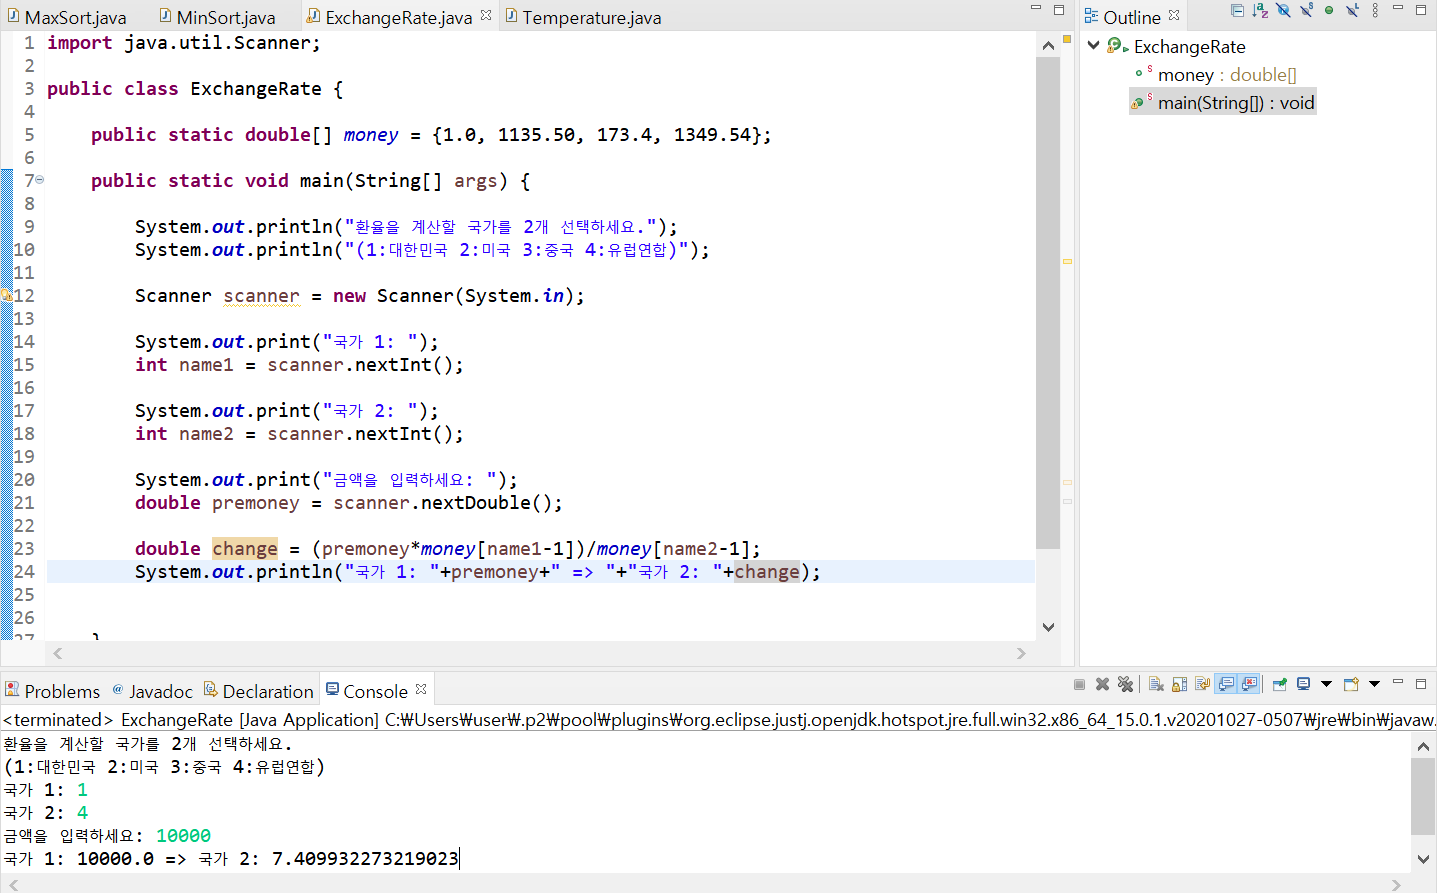 MaxSort.java MinSort.java ExchangeRate.java Temperature.java
1 import java.util.Scanner;
2
3 public class ExchangeRate {
4
5 public static double[] money = {1.0, 1135.50, 173.4, 1349.54};
6
7 public static void main(String[] args) {
8
9 System.out.println("환율을 계산할 국가를 2개 선택하세요.");
10 System.out.println("(1:대한민국 2:미국 3:중국 4:유럽연합)");
11
12 Scanner scanner = new Scanner(System.in);
13
14 System.out.print("국가 1: ");
15 int name1 = scanner.nextInt();
16
17 System.out.print("국가 2: ");
18 int name2 = scanner.nextInt();
19
20 System.out.print("금액을 입력하세요: ");
21 double premoney = scanner.nextDouble();
22
23 double change = (premoney*money[name1-1])/money[name2-1];
24 System.out.println("국가 1: "+premoney+" => "+"국가 2: "+change);
25
26
27 }
Outline
ExchangeRate
money : double[]
main(String[]) : void
Problems Javadoc Declaration Console
<terminated> ExchangeRate [Java Application] C:₩Users₩user₩.p2₩pool₩plugins₩org.eclipse.justj.openjdk.hotspot.jre.full.win32.x86_64_15.0.1.v20201027-0507₩jre₩bin₩javaw.
환율을 계산할 국가를 2개 선택하세요.
(1:대한민국 2:미국 3:중국 4:유럽연합)
국가 1: 1
국가 2: 4
금액을 입력하세요: 10000
국가 1: 10000.0 => 국가 2: 7.409932273219023